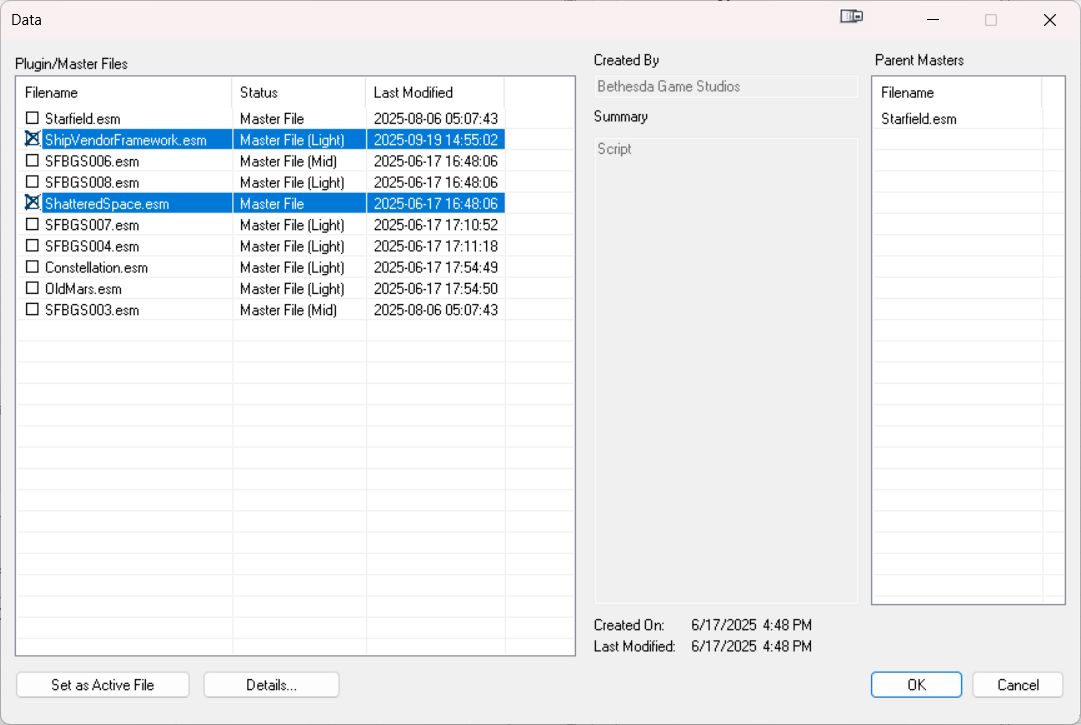 Data
Plugin/Master Files
Filename Status Last Modified
Starfield.esm Master File 2025-08-06 05:07:43
ShipVendorFramework.esm Master File (Light) 2025-09-19 14:55:02
SFBGS006.esm Master File (Mid) 2025-06-17 16:48:06
SFBGS008.esm Master File (Light) 2025-06-17 16:48:06
ShatteredSpace.esm Master File 2025-06-17 16:48:06
SFBGS007.esm Master File (Light) 2025-06-17 17:10:52
SFBGS004.esm Master File (Light) 2025-06-17 17:11:18
Constellation.esm Master File (Light) 2025-06-17 17:54:49
OldMars.esm Master File (Light) 2025-06-17 17:54:50
SFBGS003.esm Master File (Mid) 2025-08-06 05:07:43
Created By
Bethesda Game Studios
Summary
Script
Created On: 6/17/2025 4:48 PM
Last Modified: 6/17/2025 4:48 PM
Parent Masters
Filename
Starfield.esm
Set as Active File
Details...
OK
Cancel